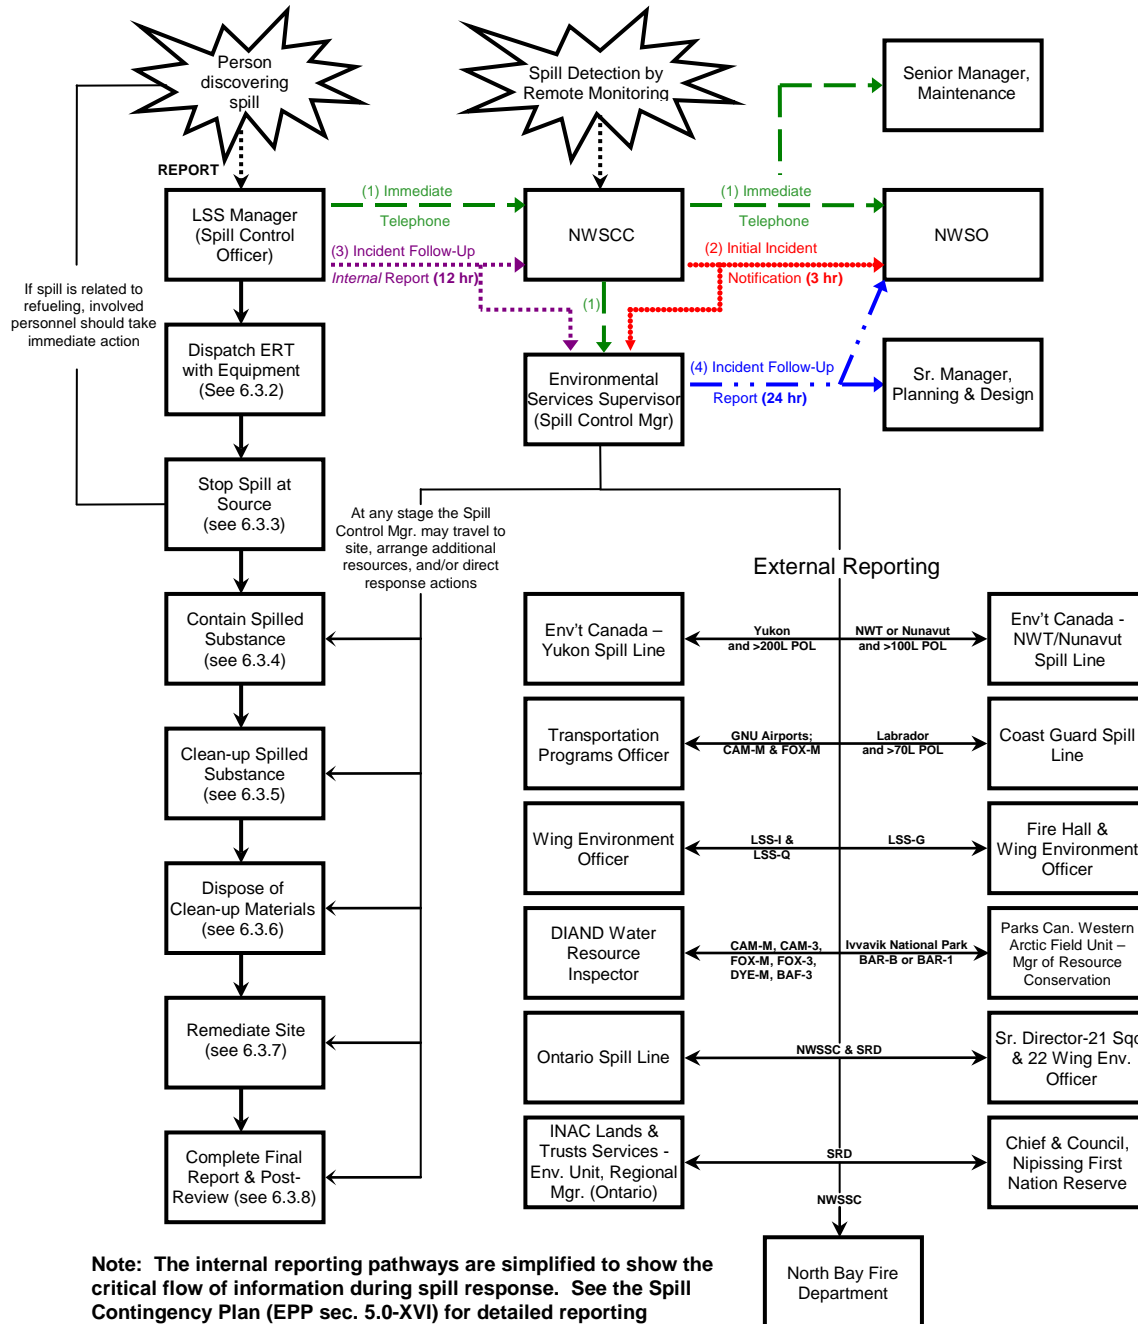 Person
discovering
spill
Spill Detection by
Remote Monitoring
Senior Manager,
Maintenance
REPORT
LSS Manager
(Spill Control
Officer)
(1) Immediate
Telephone
(3) Incident Follow-Up
Internal Report (12 hr)
NWSCC
(1) Immediate
Telephone
(2) Initial Incident
Notification (3 hr)
NWSO
(1)
If spill is related to
refueling, involved
personnel should take
immediate action
Dispatch ERT
with Equipment
(See 6.3.2)
Environmental
Services Supervisor
(Spill Control Mgr)
(4) Incident Follow-Up
Report (24 hr)
Sr. Manager,
Planning & Design
Stop Spill at
Source
(see 6.3.3)
At any stage the Spill
Control Mgr. may travel to
site, arrange additional
resources, and/or direct
response actions
Contain Spilled
Substance
(see 6.3.4)
Clean-up Spilled
Substance
(see 6.3.5)
Dispose of
Clean-up Materials
(see 6.3.6)
Remediate Site
(see 6.3.7)
Complete Final
Report & Post-
Review (see 6.3.8)
External Reporting
Env't Canada –
Yukon Spill Line
Yukon
and >200L POL
NWT or Nunavut
and >100L POL
Env't Canada -
NWT/Nunavut
Spill Line
Transportation
Programs Officer
GNU Airports;
CAM-M & FOX-M
Labrador
and >70L POL
Coast Guard Spill
Line
Wing Environment
Officer
LSS-I &
LSS-Q
LSS-G
Fire Hall &
Wing Environment
Officer
DIAND Water
Resource
Inspector
CAM-M, CAM-3,
FOX-M, FOX-3,
DYE-M, BAF-3
Ivvavik National Park
BAR-B or BAR-1
Parks Can. Western
Arctic Field Unit –
Mgr of Resource
Conservation
Ontario Spill Line
NWSSC & SRD
Sr. Director-21 Sqd
& 22 Wing Env.
Officer
INAC Lands &
Trusts Services -
Env. Unit, Regional
Mgr. (Ontario)
SRD
Chief & Council,
Nipissing First
Nation Reserve
NWSSC
North Bay Fire
Department
Note: The internal reporting pathways are simplified to show the
critical flow of information during spill response. See the Spill
Contingency Plan (EPP sec. 5.0-XVI) for detailed reporting